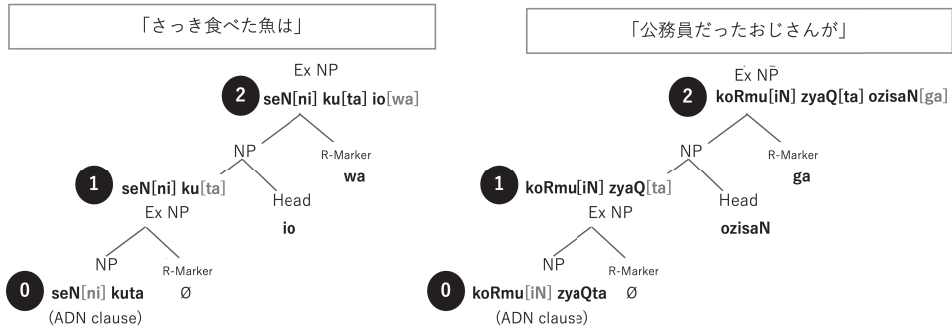 「さっき食べた魚は」
Ex NP
2 seN[ni] ku[ta] io[wa]
NP
R-Marker
wa
1 seN[ni] ku[ta]
Ex NP
Head
io
NP
R-Marker
0 seN[ni] kuta
Ø
(ADN clause)
「公務員だったおじさんが」
Ex NP
2 koRmu[iN] zyaQ[ta] ozisaN[ga]
NP
R-Marker
ga
1 koRmu[iN] zyaQ[ta]
Ex NP
Head
ozisaN
NP
R-Marker
0 koRmu[iN] zyaQta
Ø
(ADN clause)